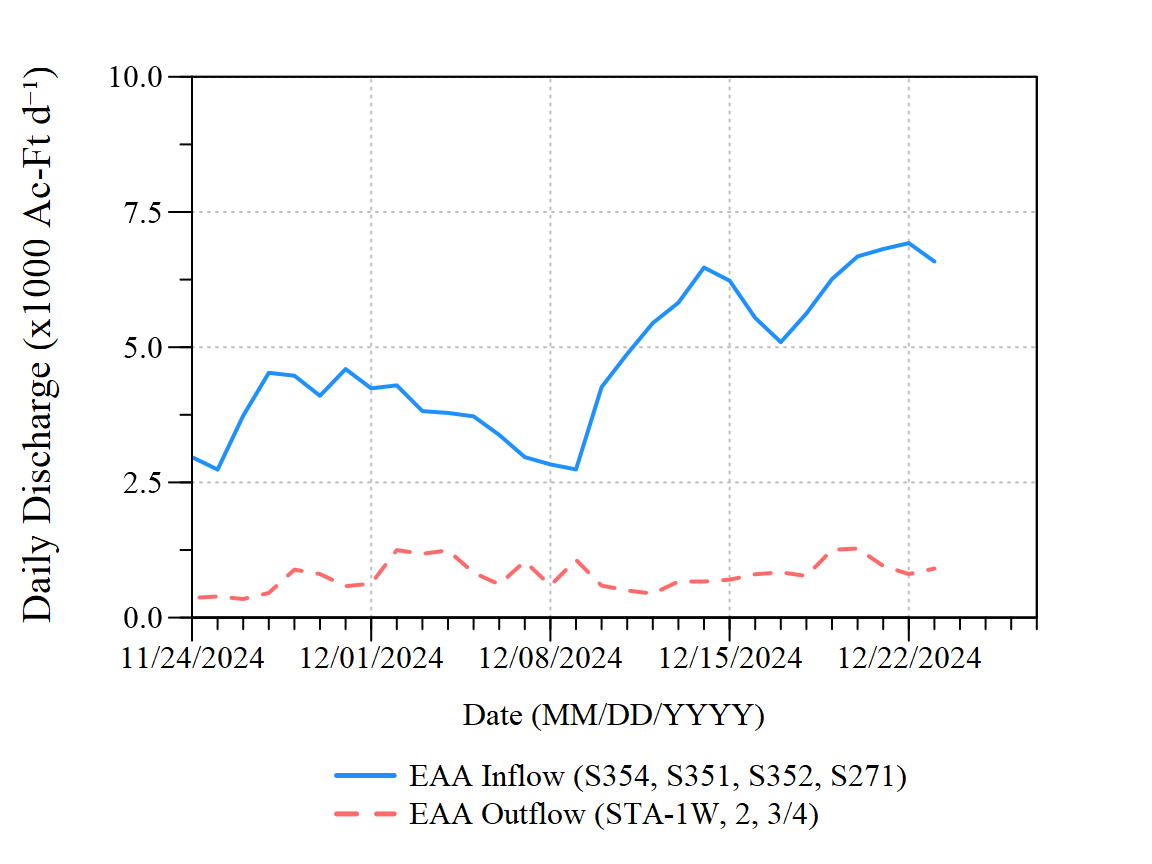 Daily Discharge (x1000 Ac-Ft d⁻¹)
10.0
7.5
5.0
2.5
0.0
11/24/2024 12/01/2024 12/08/2024 12/15/2024 12/22/2024
Date (MM/DD/YYYY)
EAA Inflow (S354, S351, S352, S271)
EAA Outflow (STA-1W, 2, 3/4)